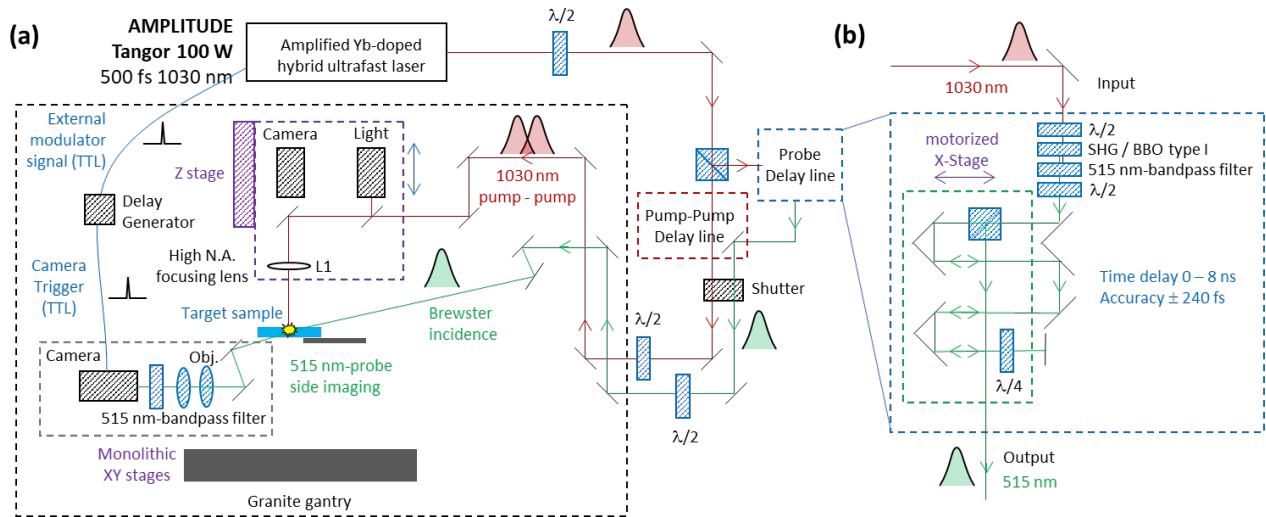 (a)
AMPLITUDE
Tangor 100 W
500 fs 1030 nm
Amplified Yb-doped
hybrid ultrafast laser
λ/2
External
modulator
signal (TTL)
Delay
Generator
Camera
Trigger
(TTL)
Z stage
Camera
Light
1030 nm
pump - pump
High N.A.
focusing lens
L1
Target sample
Brewster
incidence
515 nm-probe
side imaging
Camera
Obj.
515 nm-bandpass filter
Monolithic
XY stages
Granite gantry
Probe
Delay line
Pump-Pump
Delay line
Shutter
λ/2
λ/2
(b)
1030 nm
Input
motorized
X-Stage
λ/2
SHG / BBO type I
515 nm-bandpass filter
λ/2
Time delay 0 – 8 ns
Accuracy ± 240 fs
λ/4
Output
515 nm